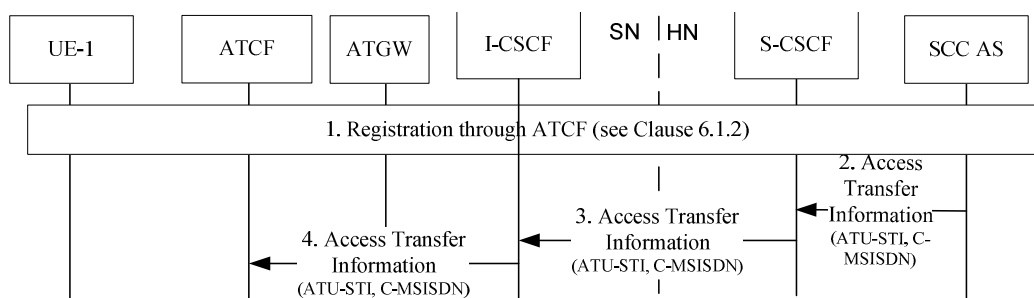 UE-1
ATCF
ATGW
I-CSCF
SN
HN
S-CSCF
SCC AS
1. Registration through ATCF (see Clause 6.1.2)
2. Access
Transfer
Information
(ATU-STI, C-
MSISDN)
3. Access Transfer
Information
(ATU-STI, C-MSISDN)
4. Access Transfer
Information
(ATU-STI, C-MSISDN)